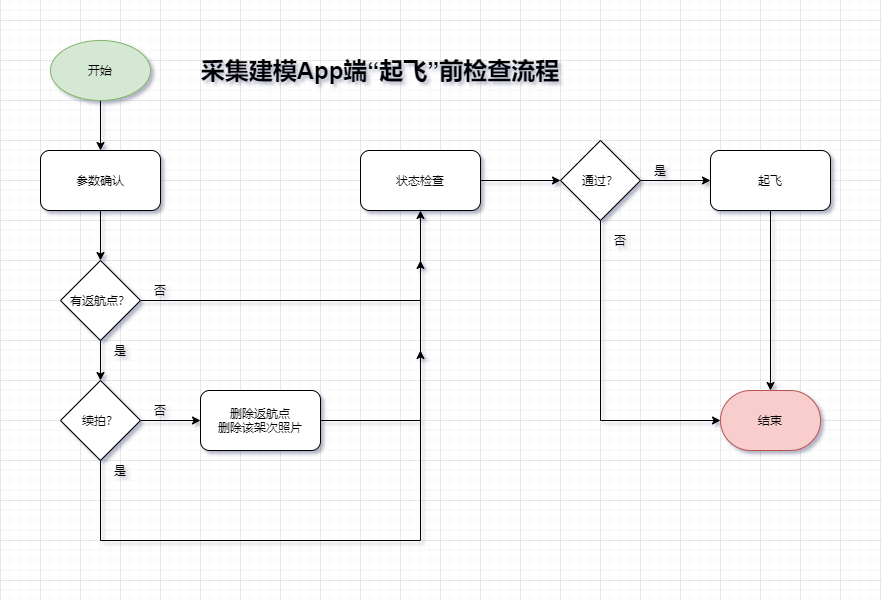 采集建模App端“起飞”前检查流程
开始
参数确认
有返航点?
否
是
续拍?
否
是
删除返航点
删除该架次照片
状态检查
通过?
是
否
起飞
结束